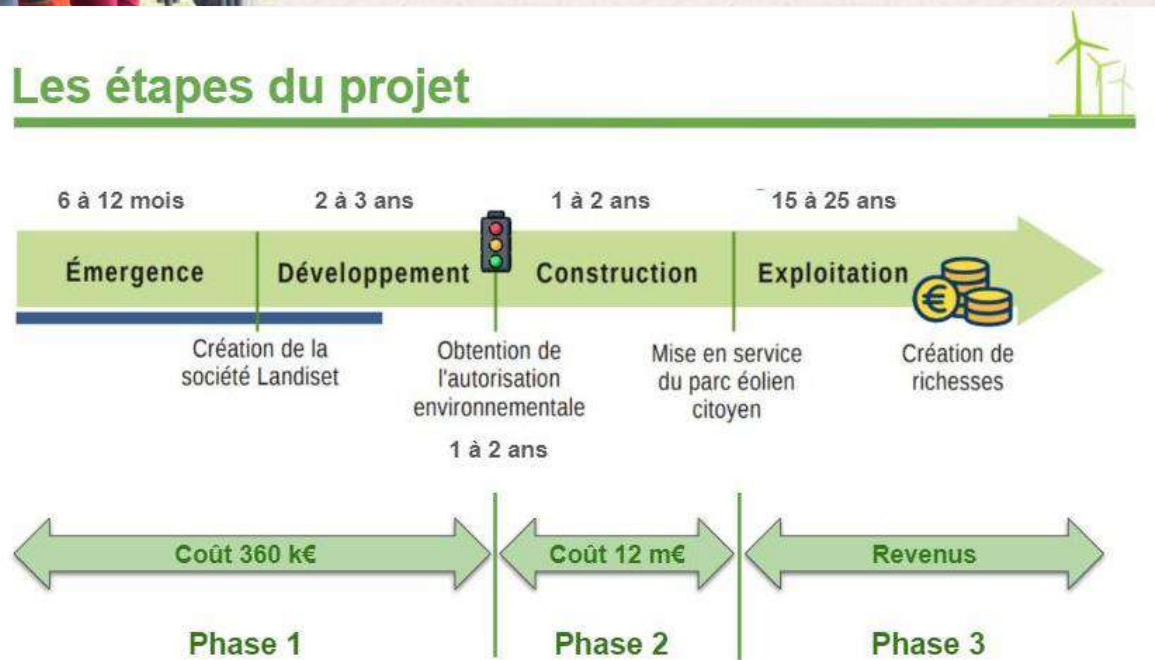 Les étapes du projet
6 à 12 mois
2 à 3 ans
1 à 2 ans
15 à 25 ans
Émergence
Développement
Construction
Exploitation
€
Création de la
société Landiset
Obtention de
l'autorisation
environnementale
1 à 2 ans
Mise en service
du parc éolien
citoyen
Création de
richesses
Coût 360 k€
Coût 12 m€
Revenus
Phase 1
Phase 2
Phase 3